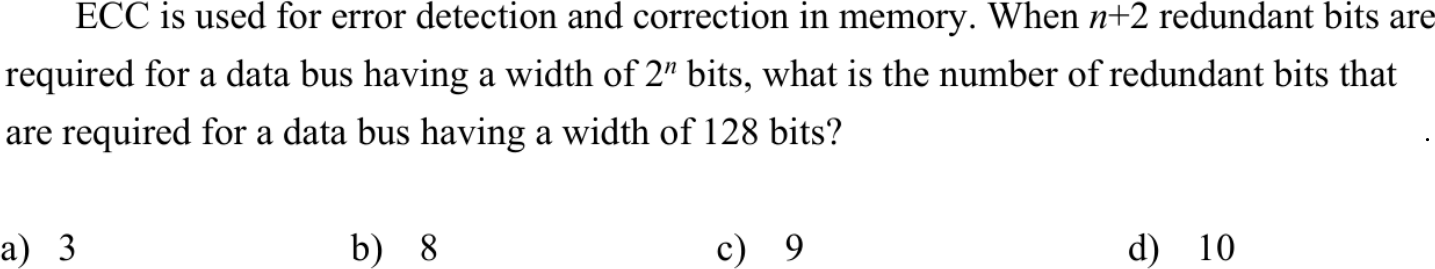 ECC is used for error detection and correction in memory. When n+2 redundant bits are
required for a data bus having a width of 2ⁿ bits, what is the number of redundant bits that
are required for a data bus having a width of 128 bits?
a) 3 b) 8 c) 9 d) 10